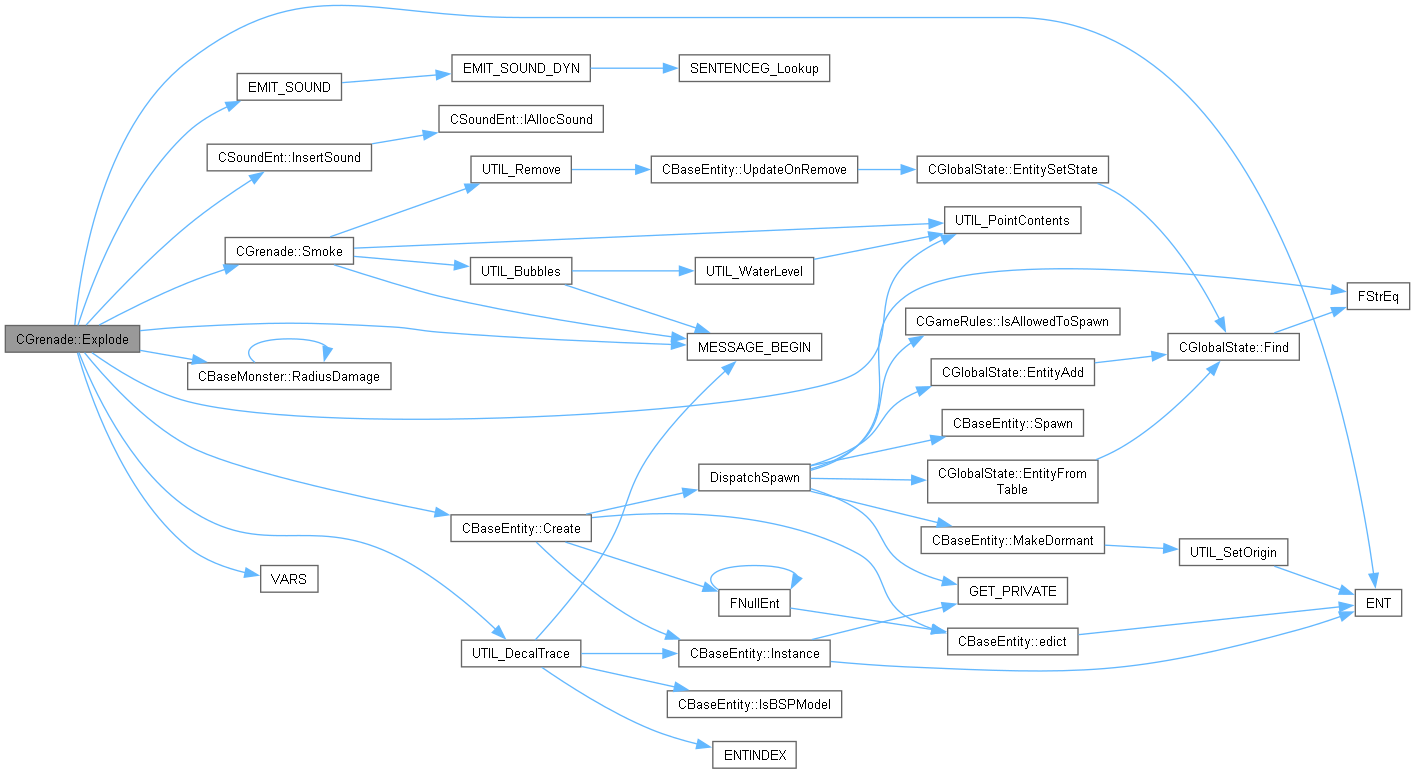 EMIT_SOUND_DYN
SENTENCEG_Lookup
EMIT_SOUND
CSoundEnt::IAllocSound
CSoundEnt::InsertSound
UTIL_Remove
CBaseEntity::UpdateOnRemove
CGlobalState::EntitySetState
UTIL_PointContents
CGrenade::Smoke
UTIL_Bubbles
UTIL_WaterLevel
FStrEq
CGameRules::IsAllowedToSpawn
CGrenade::Explode
MESSAGE_BEGIN
CGlobalState::Find
CBaseMonster::RadiusDamage
CGlobalState::EntityAdd
CBaseEntity::Spawn
DispatchSpawn
CGlobalState::EntityFrom
Table
CBaseEntity::Create
CBaseEntity::MakeDormant
UTIL_SetOrigin
VARS
GET_PRIVATE
FNullEnt
ENT
CBaseEntity::edict
UTIL_DecalTrace
CBaseEntity::Instance
CBaseEntity::IsBSPModel
ENTINDEX